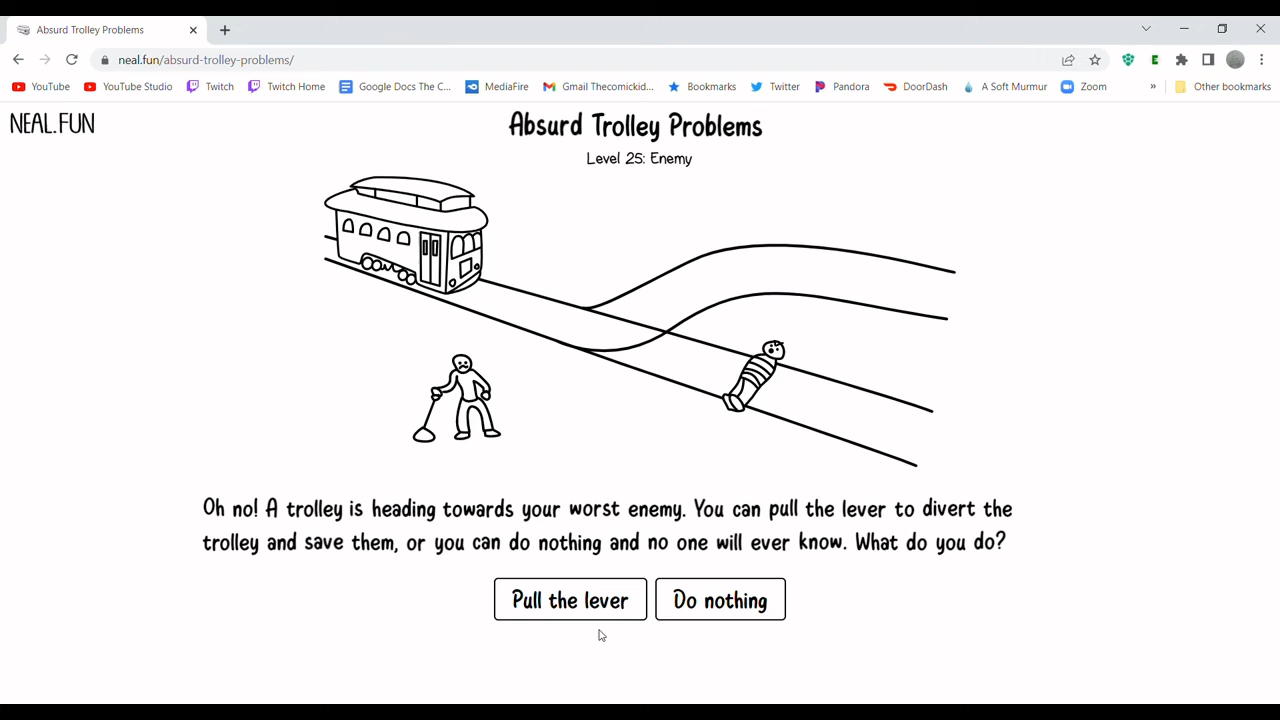 Absurd Trolley Problems
neal.fun/absurd-trolley-problems/
YouTube YouTube Studio Twitch Twitch Home Google Docs The C... MediaFire Gmail Thecomickid... Bookmarks Twitter Pandora DoorDash A Soft Murmur Zoom » Other bookmarks
NEAL.FUN
Absurd Trolley Problems
Level 25: Enemy
Oh no! A trolley is heading towards your worst enemy. You can pull the lever to divert the
trolley and save them, or you can do nothing and no one will ever know. What do you do?
Pull the lever Do nothing